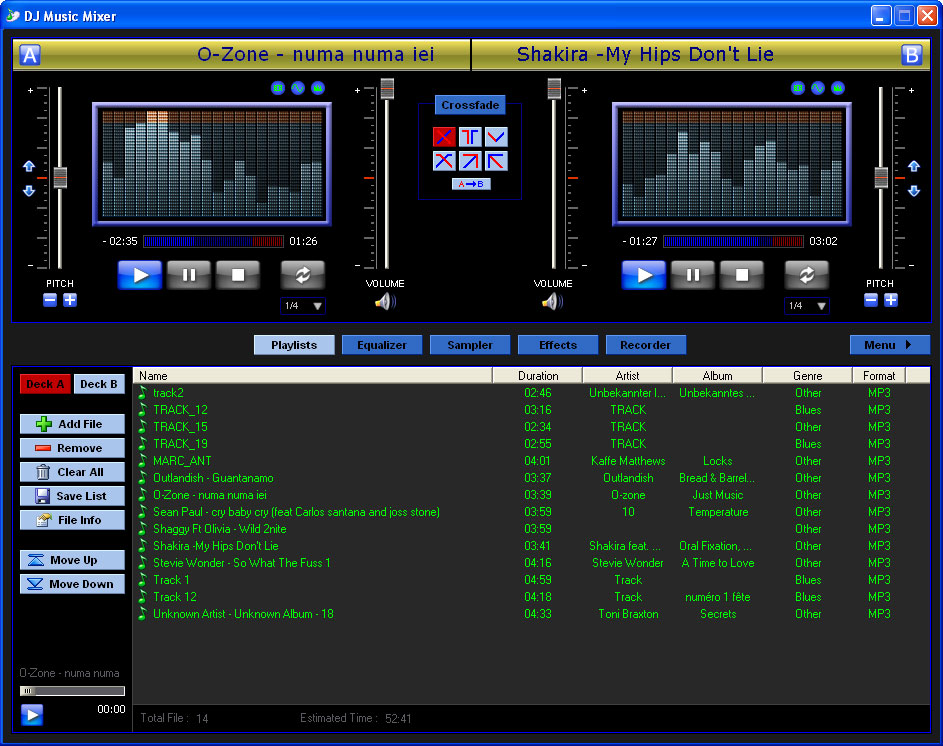 DJ Music Mixer
A O-Zone - numa numa iei Shakira -My Hips Don't Lie B
+ + + +
Crossfade
A B
- 02:35 01:26 - 01:27 03:02
- - - -
PITCH VOLUME VOLUME PITCH
1/4 1/4
Playlists Equalizer Sampler Effects Recorder Menu
Deck A Deck B
Add File
Remove
Clear All
Save List
File Info
Move Up
Move Down
O-Zone - numa numa
00:00
Name Duration Artist Album Genre Format
track2 02:46 Unbekannter I... Unbekanntes ... Other MP3
TRACK_12 03:16 TRACK Blues MP3
TRACK_15 02:34 TRACK Other MP3
TRACK_19 02:55 TRACK Blues MP3
MARC_ANT 04:01 Kaffe Matthews Locks Other MP3
Outlandish - Guantanamo 03:37 Outlandish Bread & Barrel... Other MP3
O-Zone - numa numa iei 03:39 O-zone Just Music Other MP3
Sean Paul - cry baby cry (feat Carlos santana and joss stone) 03:59 10 Temperature Other MP3
Shaggy Ft Olivia - Wild 2nite 03:59 Other MP3
Shakira -My Hips Don't Lie 03:41 Shakira feat. ... Oral Fixation, ... Other MP3
Stevie Wonder - So What The Fuss 1 04:16 Stevie Wonder A Time to Love Other MP3
Track 1 04:59 Track Blues MP3
Track 12 04:18 Track numéro 1 fête Blues MP3
Unknown Artist - Unknown Album - 18 04:33 Toni Braxton Secrets Other MP3
Total File : 14 Estimated Time : 52:41